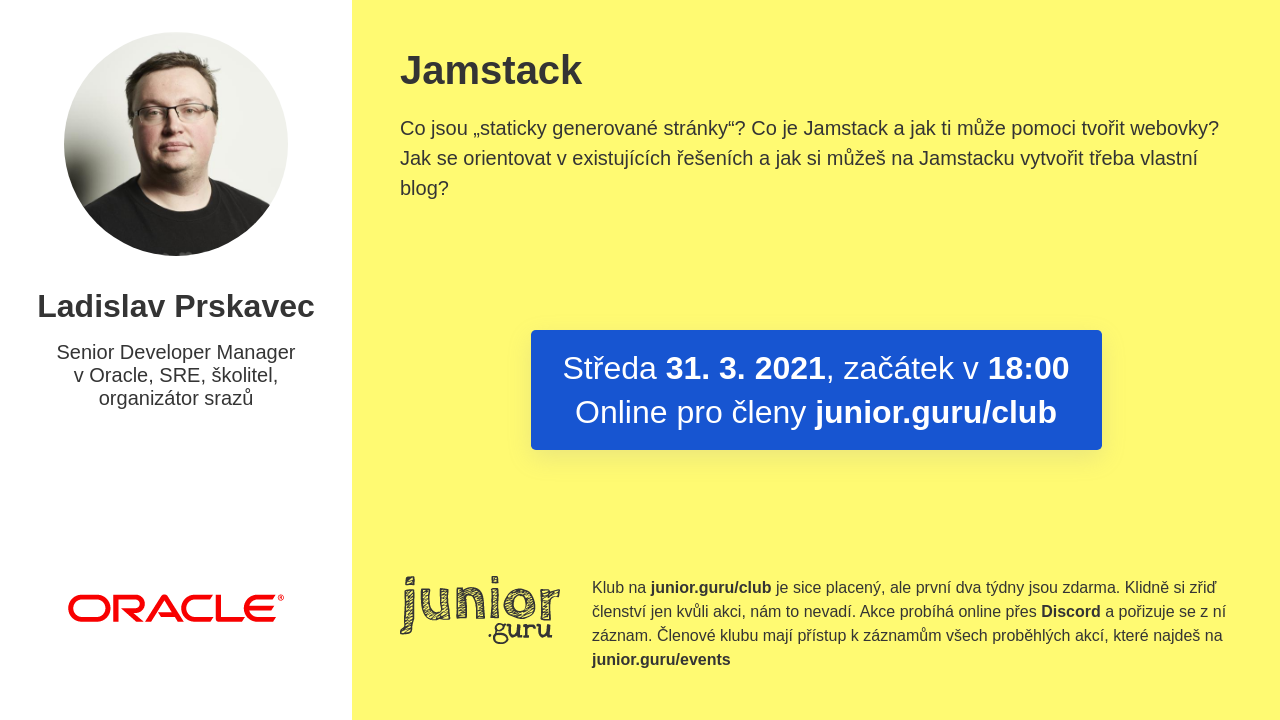 Ladislav Prskavec
Senior Developer Manager
v Oracle, SRE, školitel,
organizátor srazů
ORACLE®
Jamstack
Co jsou „staticky generované stránky“? Co je Jamstack a jak ti může pomoci tvořit webovky?
Jak se orientovat v existujících řešeních a jak si můžeš na Jamstacku vytvořit třeba vlastní
blog?
Středa 31. 3. 2021, začátek v 18:00
Online pro členy junior.guru/club
junior
.guru
Klub na junior.guru/club je sice placený, ale první dva týdny jsou zdarma. Klidně si zřiď
členství jen kvůli akci, nám to nevadí. Akce probíhá online přes Discord a pořizuje se z ní
záznam. Členové klubu mají přístup k záznamům všech proběhlých akcí, které najdeš na
junior.guru/events